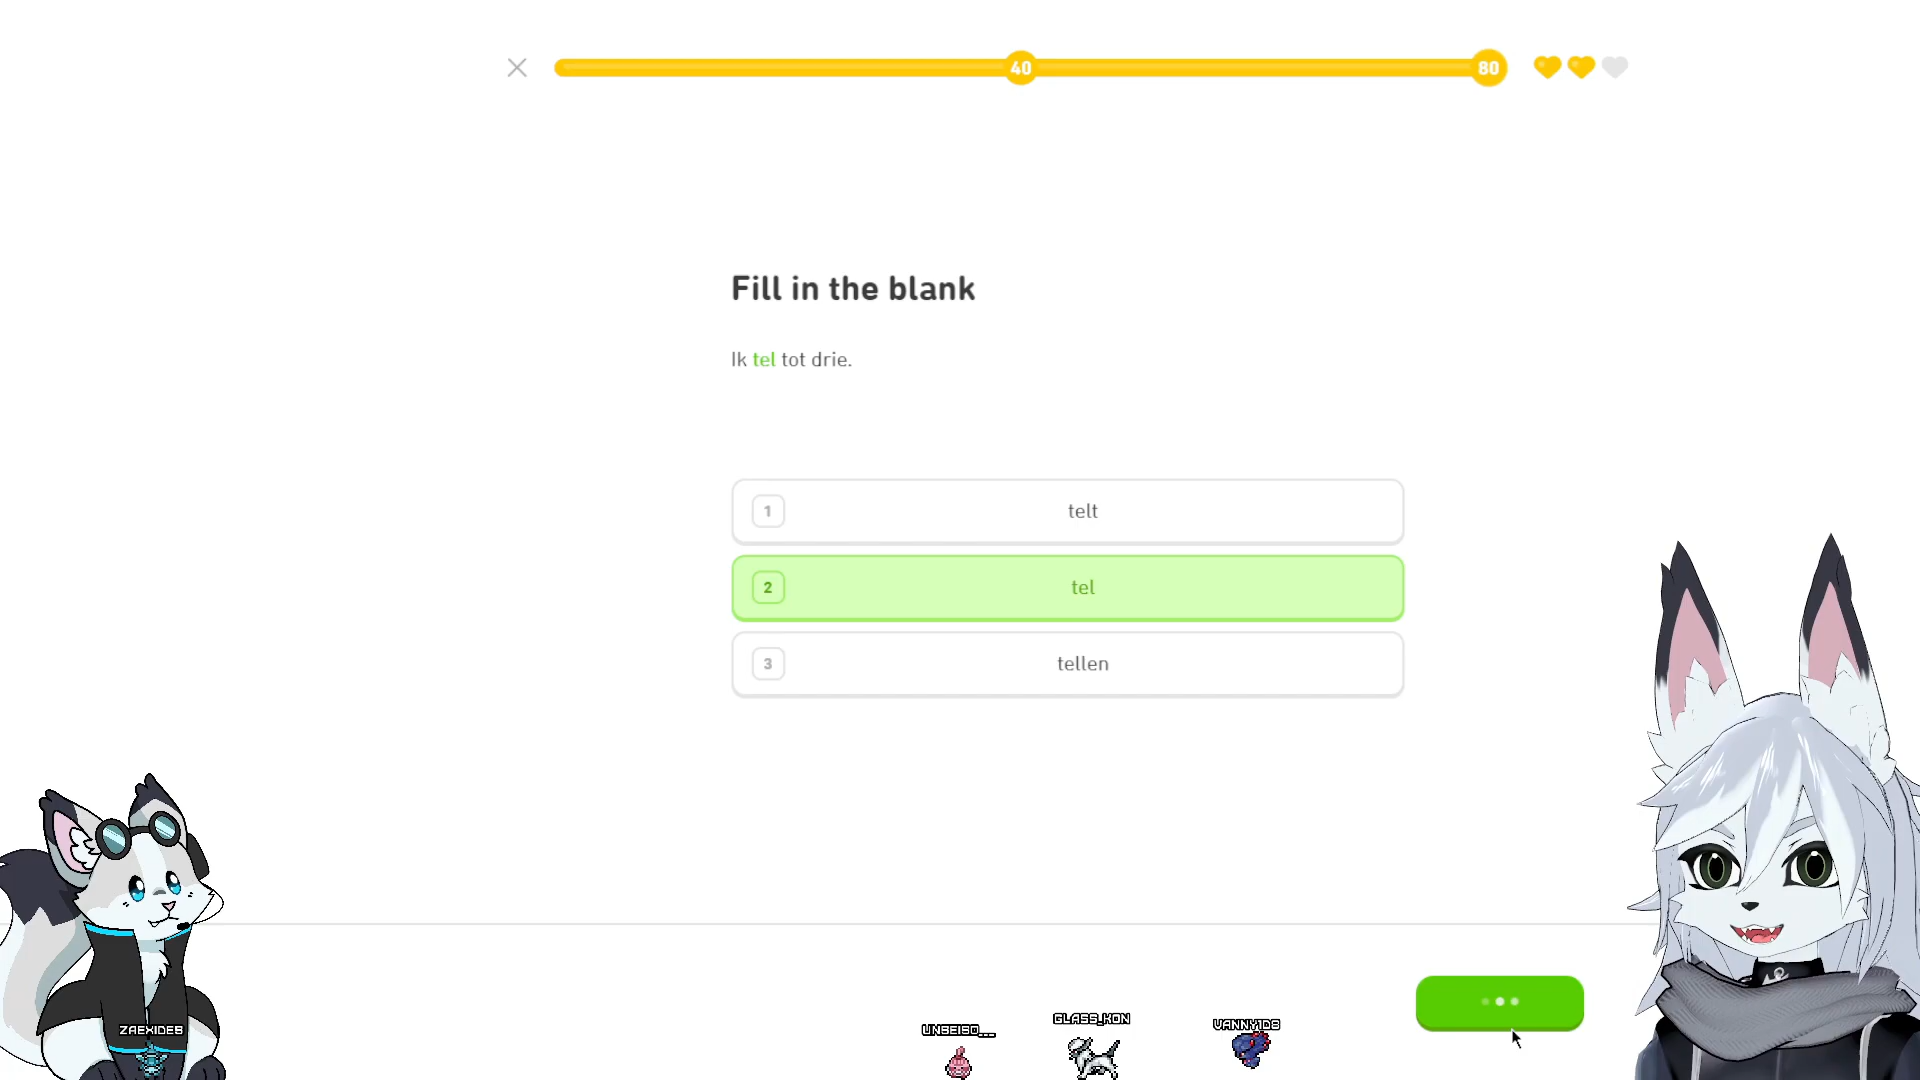 40
80
Fill in the blank
Ik tel tot drie.
1 telt
2 tel
3 tellen
ZAEXIDES
UNSEISO__
GLASS_KON
VANNYIDS